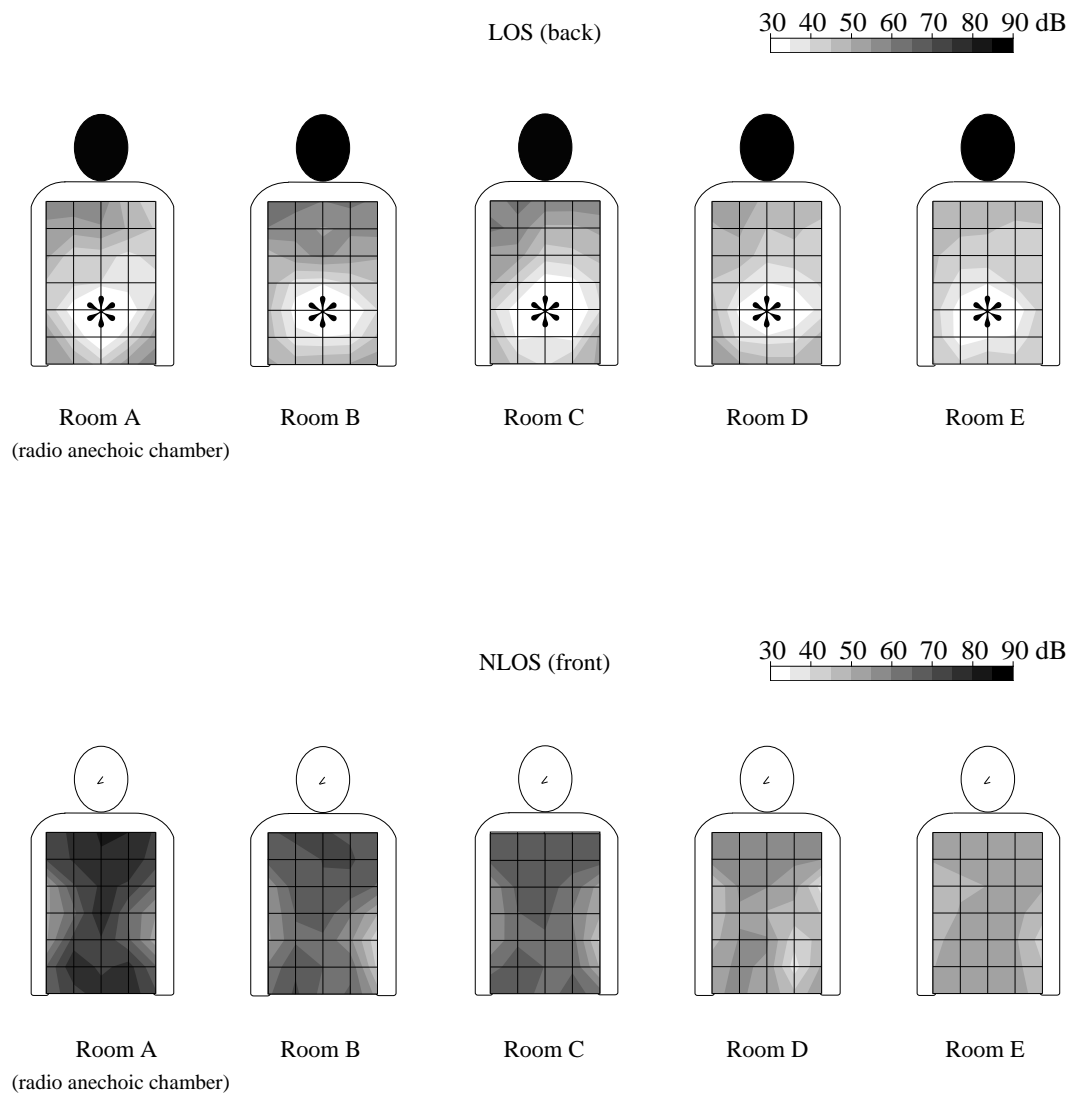 LOS (back)
30 40 50 60 70 80 90 dB
Room A
(radio anechoic chamber)
Room B
Room C
Room D
Room E
NLOS (front)
30 40 50 60 70 80 90 dB
Room A
(radio anechoic chamber)
Room B
Room C
Room D
Room E